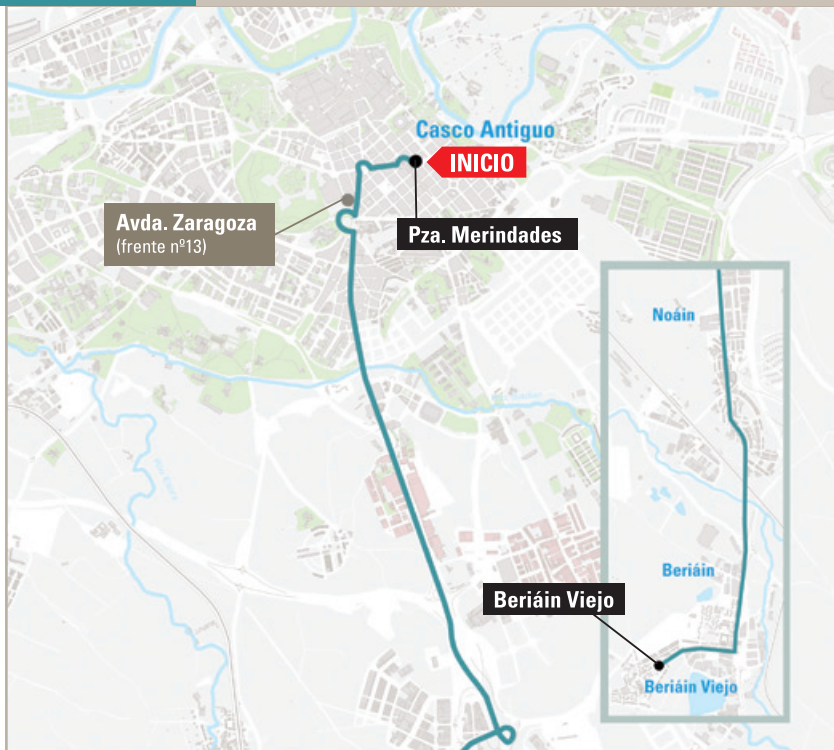 Casco Antiguo
INICIO
Avda. Zaragoza
(frente nº13)
Pza. Merindades
Noáin
Beriáin
Beriáin Viejo
Beriáin Viejo